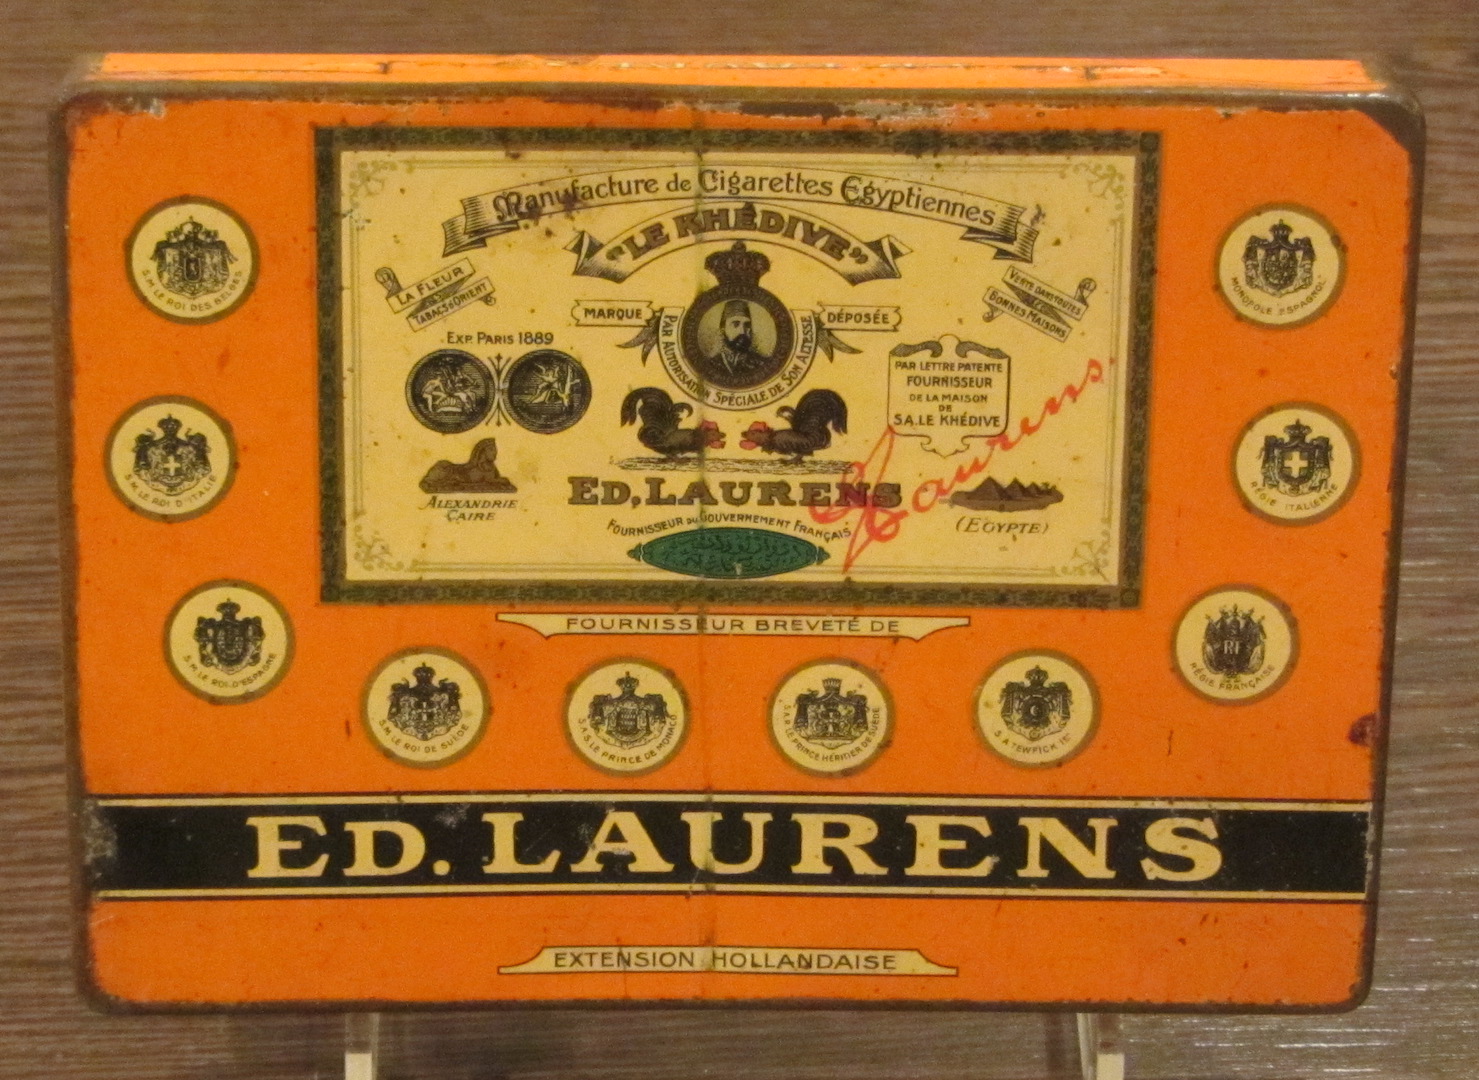 Manufacture de Cigarettes Egyptiennes
"LE KHÉDIVE"
LA FLEUR
DES
TABACS D'ORIENT
VENTE DANS TOUTES
LES
BONNES MAISONS
MARQUE DÉPOSÉE
PAR AUTORISATION SPÉCIALE DE SON ALTESSE
EXP. PARIS 1889
PAR LETTRE PATENTE
FOURNISSEUR
DE LA MAISON
DE
S.A. LE KHÉDIVE
ED. LAURENS
Ed Laurens.
ALEXANDRIE
CAIRE
(EGYPTE)
FOURNISSEUR DU GOUVERNEMENT FRANÇAIS
FOURNISSEUR BREVETÉ DE
S.M. LE ROI DES BELGES
S.M. LE ROI D'ITALIE
S.M. LE ROI D'ESPAGNE
S.M. LE ROI DE SUÈDE
S.A.S. LE PRINCE DE MONACO
S.A.R. LE PRINCE HÉRITIER DE SUÈDE
S.A. TEWFICK 1ER
RÉGIE FRANÇAISE
RF
RÉGIE ITALIENNE
MONOPOLE ESPAGNOL
ED. LAURENS
EXTENSION HOLLANDAISE